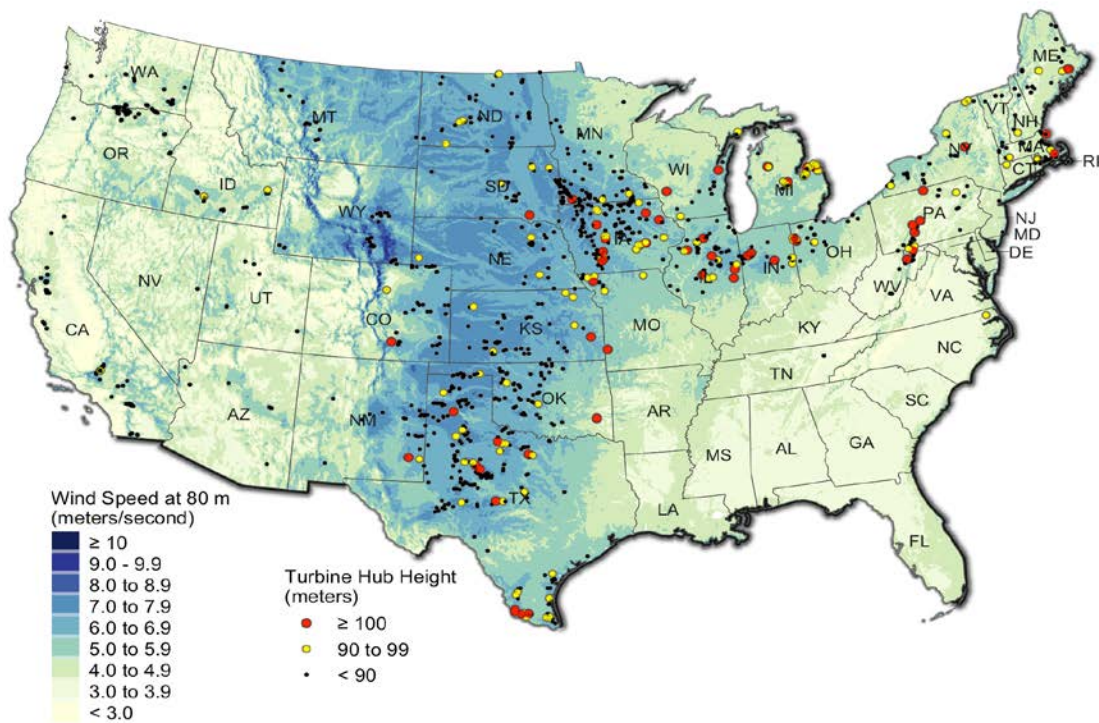 WA
ME
MT
ND
MN
VT
NH
OR
ID
SD
WI
MI
NY
MA
CT
RI
WY
IA
PA
NJ
MD
DE
NE
IL
IN
OH
NV
UT
CO
KS
MO
WV
VA
CA
KY
NC
AZ
NM
OK
TN
AR
SC
MS
AL
GA
TX
LA
FL
Wind Speed at 80 m
(meters/second)
≥ 10
9.0 - 9.9
8.0 to 8.9
7.0 to 7.9
6.0 to 6.9
5.0 to 5.9
4.0 to 4.9
3.0 to 3.9
< 3.0
Turbine Hub Height
(meters)
≥ 100
90 to 99
< 90